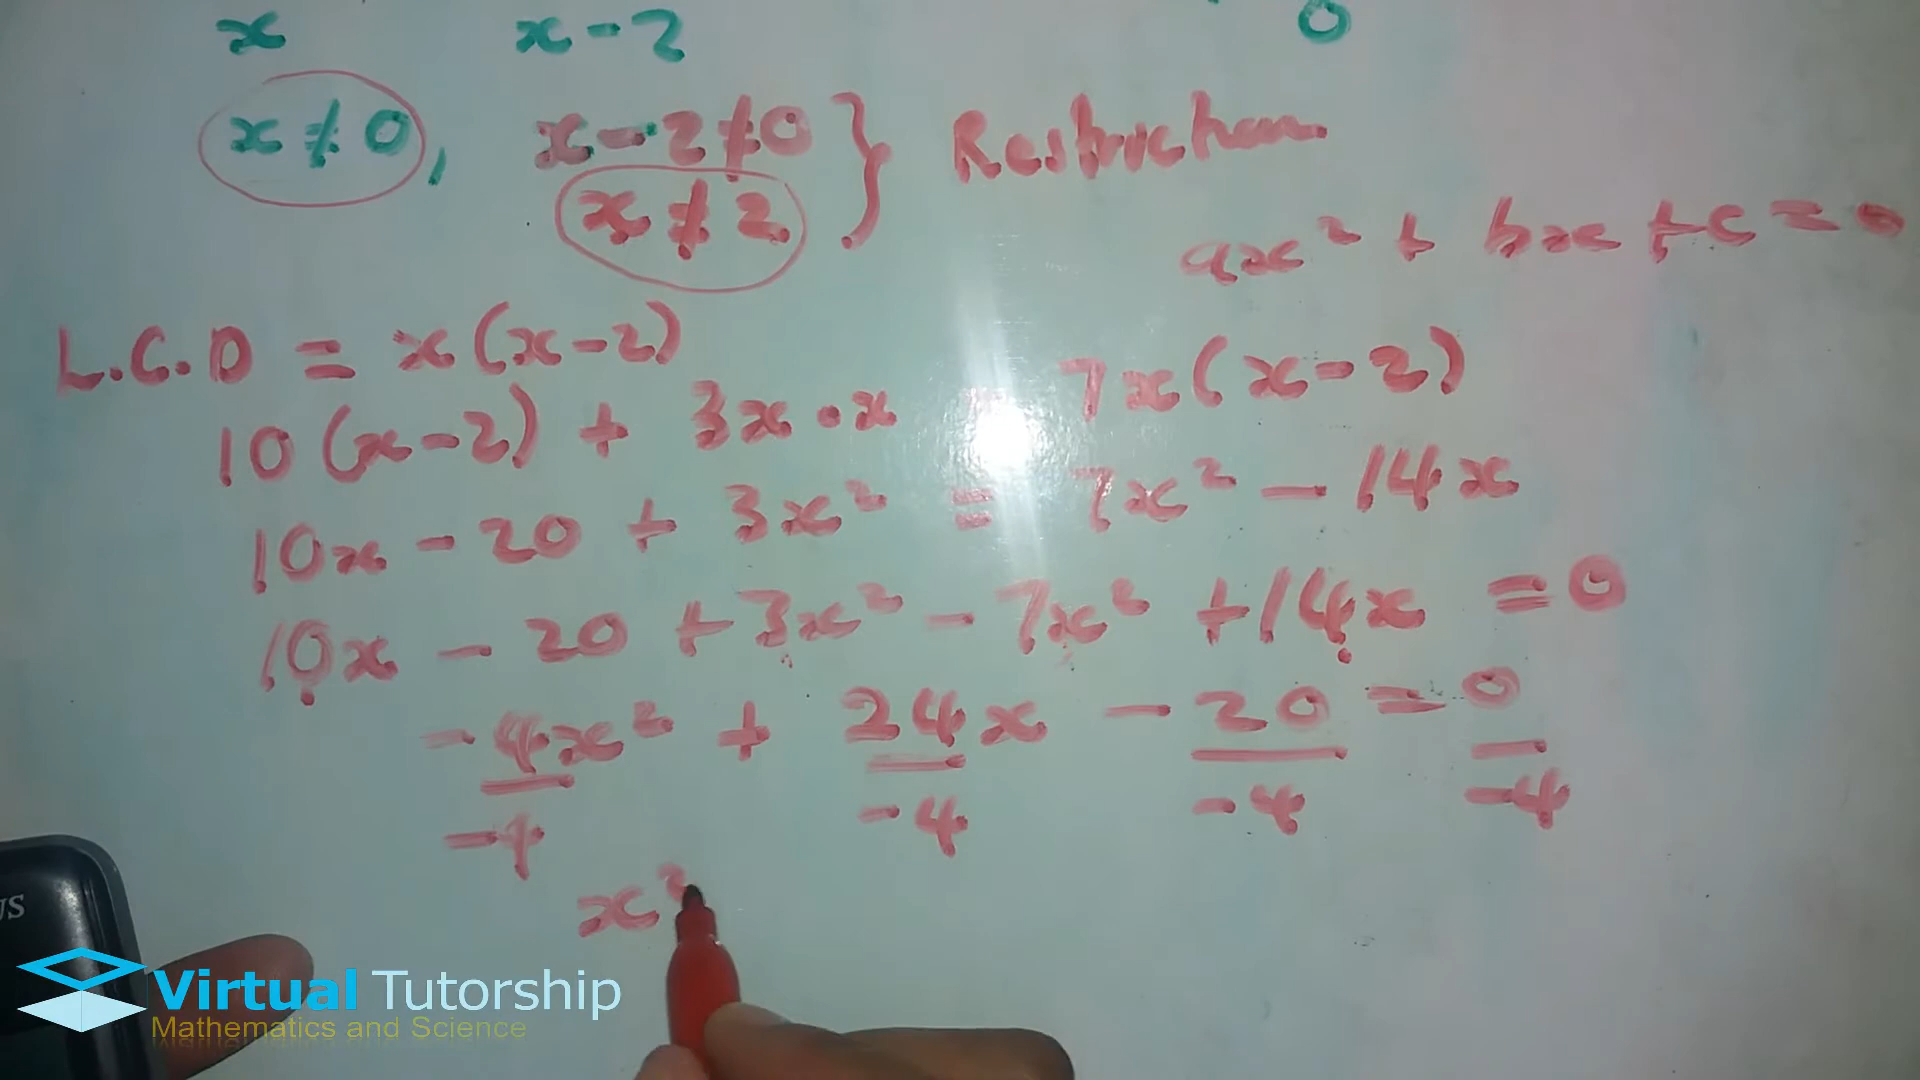 x x-2 0
x ≠ 0, x-2≠0 } Restriction
x ≠ 2
ax² + bx + c = 0
L.C.D = x(x-2)
10(x-2) + 3x·x = 7x(x-2)
10x - 20 + 3x² = 7x² - 14x
10x - 20 + 3x² - 7x² + 14x = 0
-4x² + 24x - 20 = 0
-4 -4 -4 -4
x²
US
Virtual Tutorship
Mathematics and Science